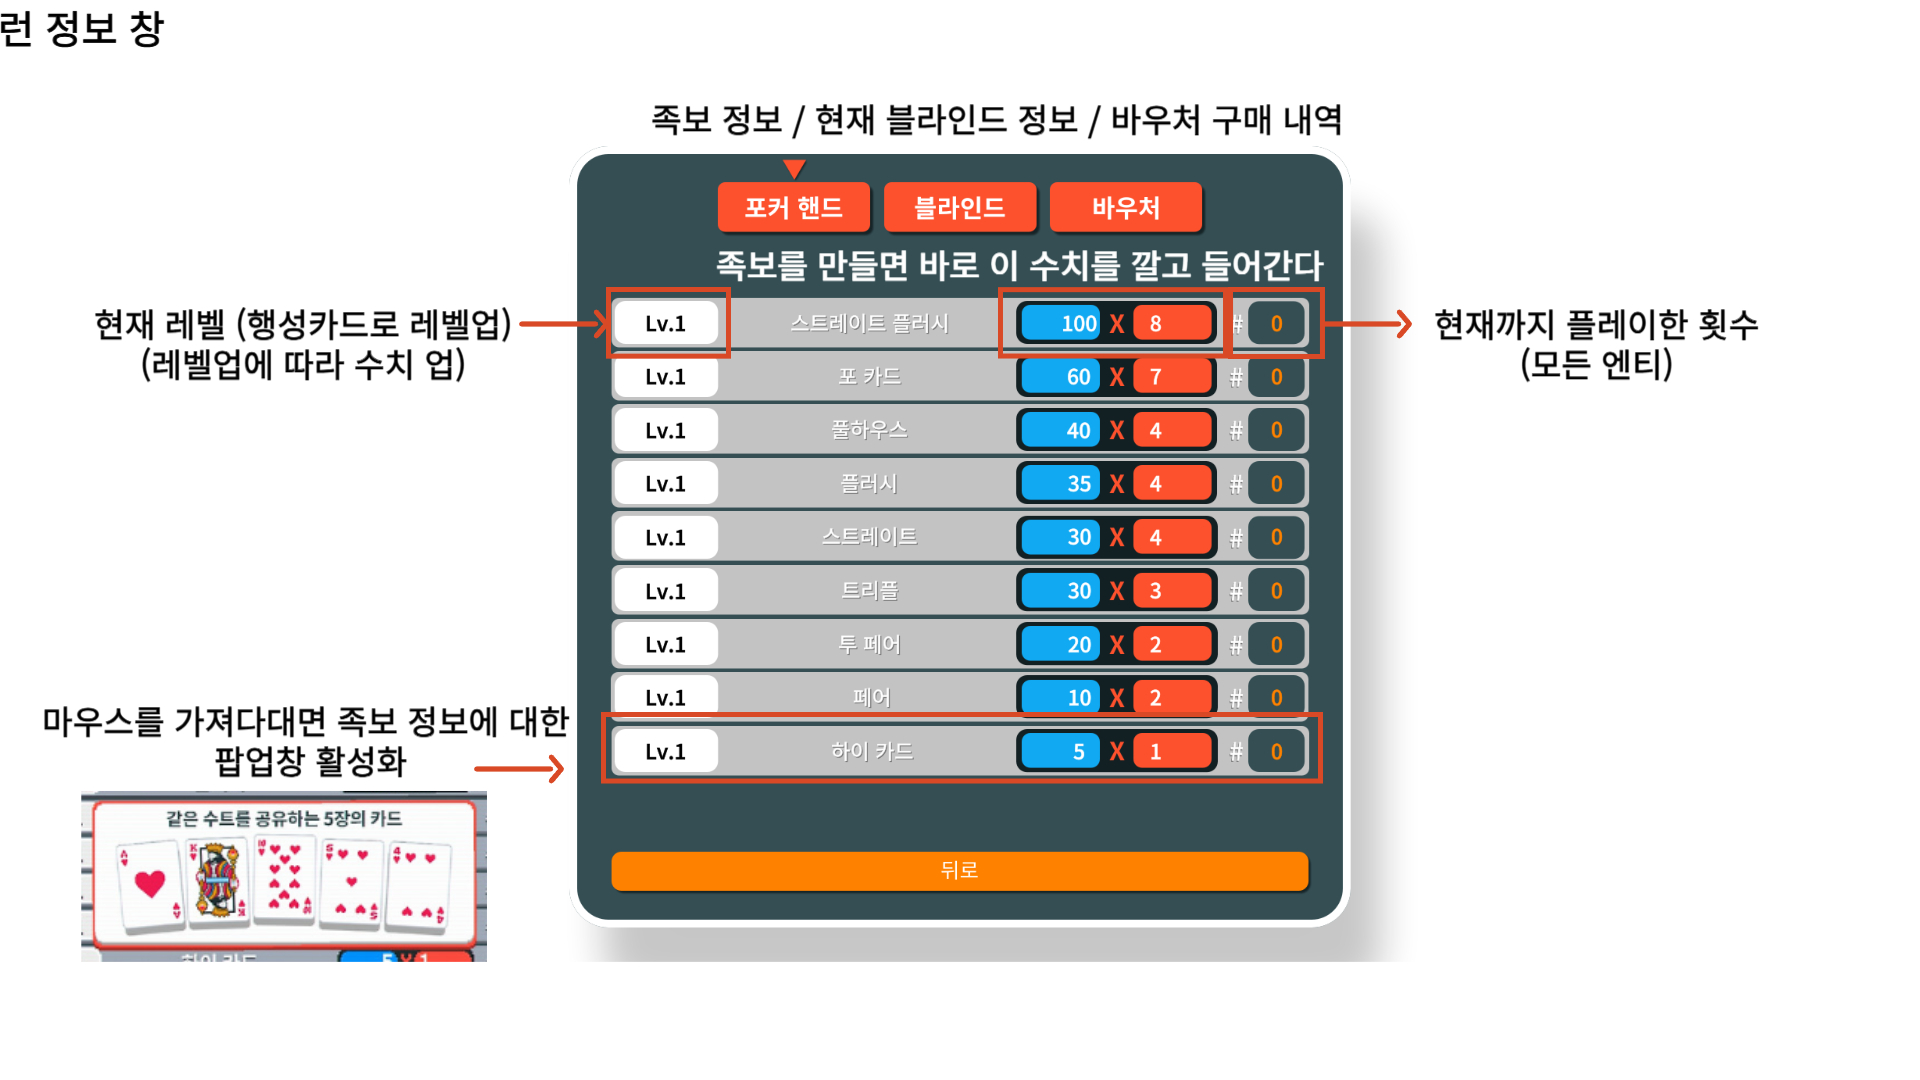 런 정보 창
족보 정보 / 현재 블라인드 정보 / 바우처 구매 내역
포커 핸드 블라인드 바우처
족보를 만들면 바로 이 수치를 깔고 들어간다
현재 레벨 (행성카드로 레벨업)
(레벨업에 따라 수치 업)
Lv.1 스트레이트 플러시 100 X 8 # 0
현재까지 플레이한 횟수
(모든 엔티)
Lv.1 포 카드 60 X 7 # 0
Lv.1 풀하우스 40 X 4 # 0
Lv.1 플러시 35 X 4 # 0
Lv.1 스트레이트 30 X 4 # 0
Lv.1 트리플 30 X 3 # 0
Lv.1 투 페어 20 X 2 # 0
Lv.1 페어 10 X 2 # 0
Lv.1 하이 카드 5 X 1 # 0
마우스를 가져다대면 족보 정보에 대한
팝업창 활성화
같은 수트를 공유하는 5장의 카드
A K 10 5 4
A K 10 5 4
하이 카드 5 X 1
뒤로